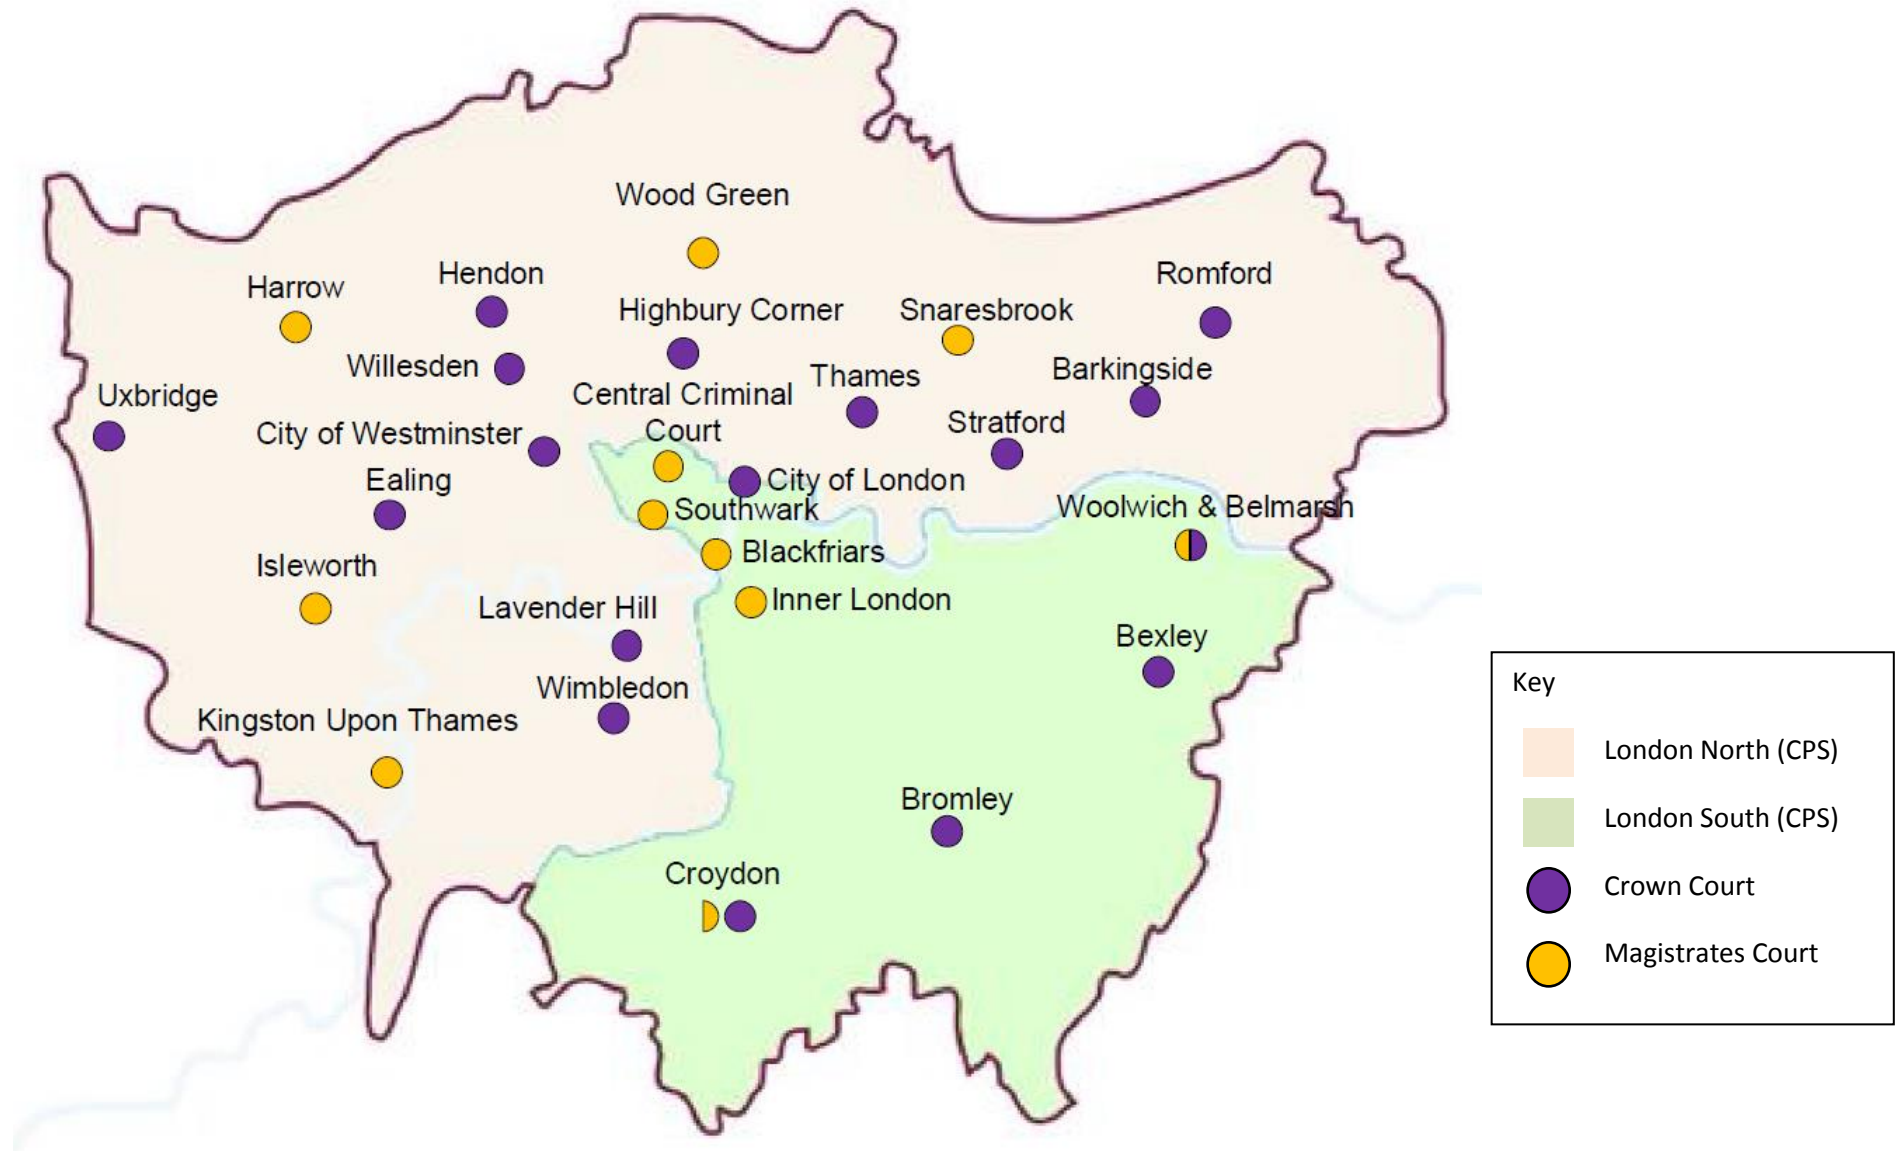 Wood Green
Harrow
Hendon
Romford
Highbury Corner
Snaresbrook
Willesden
Thames
Barkingside
Uxbridge
Central Criminal
Court
City of Westminster
Stratford
Ealing
City of London
Southwark
Woolwich & Belmarsh
Blackfriars
Isleworth
Inner London
Lavender Hill
Bexley
Wimbledon
Kingston Upon Thames
Bromley
Croydon
Key
London North (CPS)
London South (CPS)
Crown Court
Magistrates Court